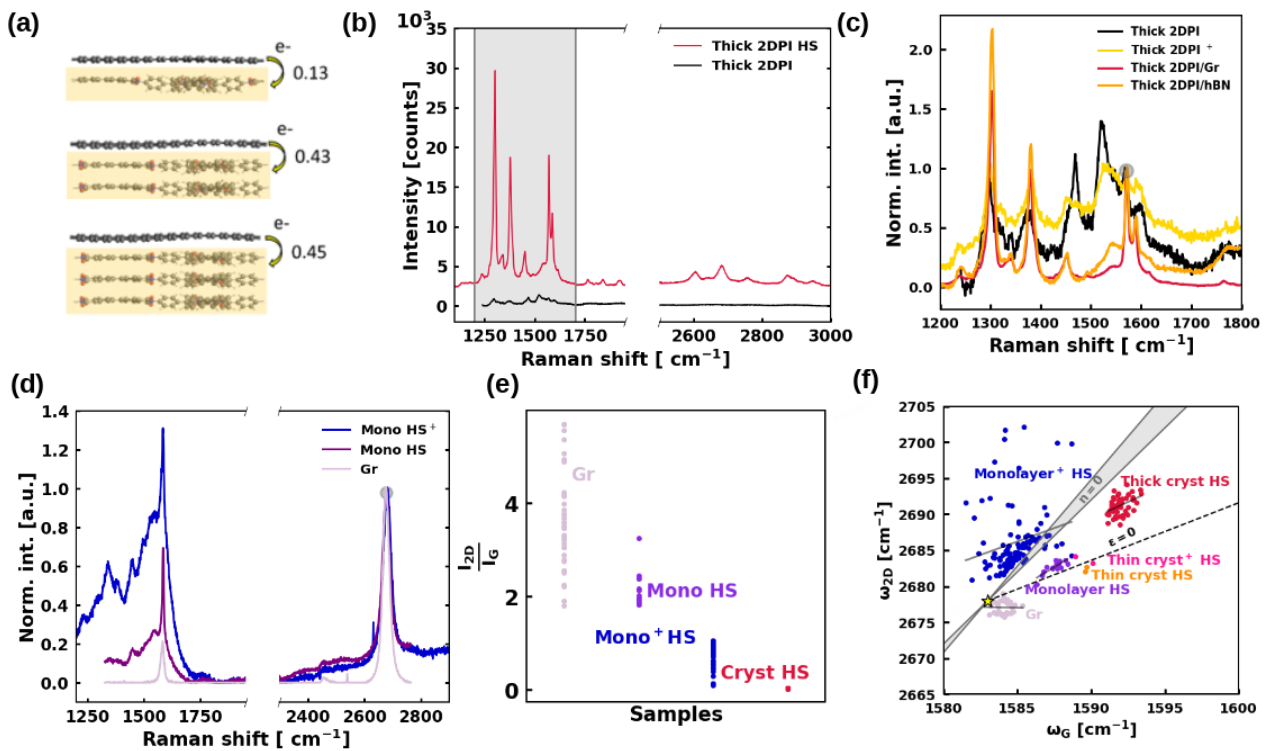 (a)
e-
0.13
e-
0.43
e-
0.45
(b)
10³
35
30
25
20
15
10
5
0
Intensity [counts]
Thick 2DPI HS
Thick 2DPI
1250
1500
1750
2600
2800
3000
Raman shift [ cm⁻¹]
(c)
2.0
1.5
1.0
0.5
0.0
Norm. int. [a.u.]
Thick 2DPI
Thick 2DPI ⁺
Thick 2DPI/Gr
Thick 2DPI/hBN
1200
1300
1400
1500
1600
1700
1800
Raman shift [ cm⁻¹]
(d)
1.4
1.2
1.0
0.8
0.6
0.4
0.2
0.0
Norm. int. [a.u.]
Mono HS⁺
Mono HS
Gr
1250
1500
1750
2400
2600
2800
Raman shift [ cm⁻¹]
(e)
4
2
0
I2D
IG
Gr
Mono HS
Mono⁺HS
Cryst HS
Samples
(f)
2705
2700
2695
2690
2685
2680
2675
2670
2665
ω2D [cm⁻¹]
Monolayer⁺ HS
n = 0
Thick cryst HS
ε = 0
Thin cryst⁺ HS
Thin cryst HS
Monolayer HS
Gr
1580
1585
1590
1595
1600
ωG [cm⁻¹]